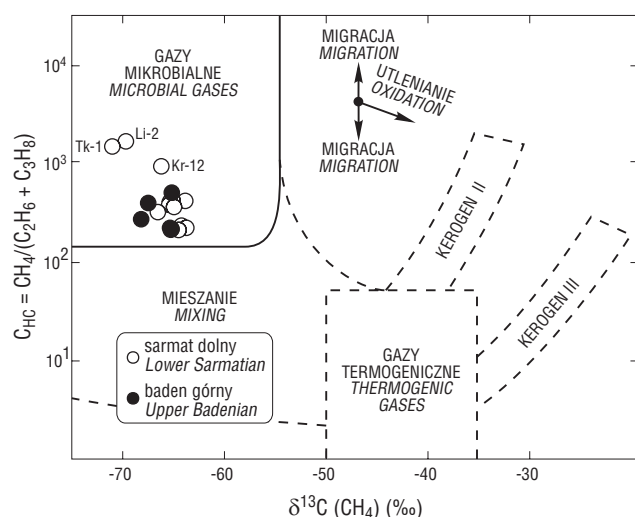 GAZY
MIKROBIALNE
MICROBIAL GASES
MIGRACJA
MIGRATION
UTLENIANIE
OXIDATION
MIGRACJA
MIGRATION
Tk-1
Li-2
Kr-12
KEROGEN II
KEROGEN III
MIESZANIE
MIXING
sarmat dolny
Lower Sarmatian
baden górny
Upper Badenian
GAZY
TERMOGENICZNE
THERMOGENIC
GASES
C_HC = CH₄/(C₂H₆ + C₃H₈)
10⁴
10³
10²
10¹
-70
-60
-50
-40
-30
δ¹³C (CH₄) (‰)